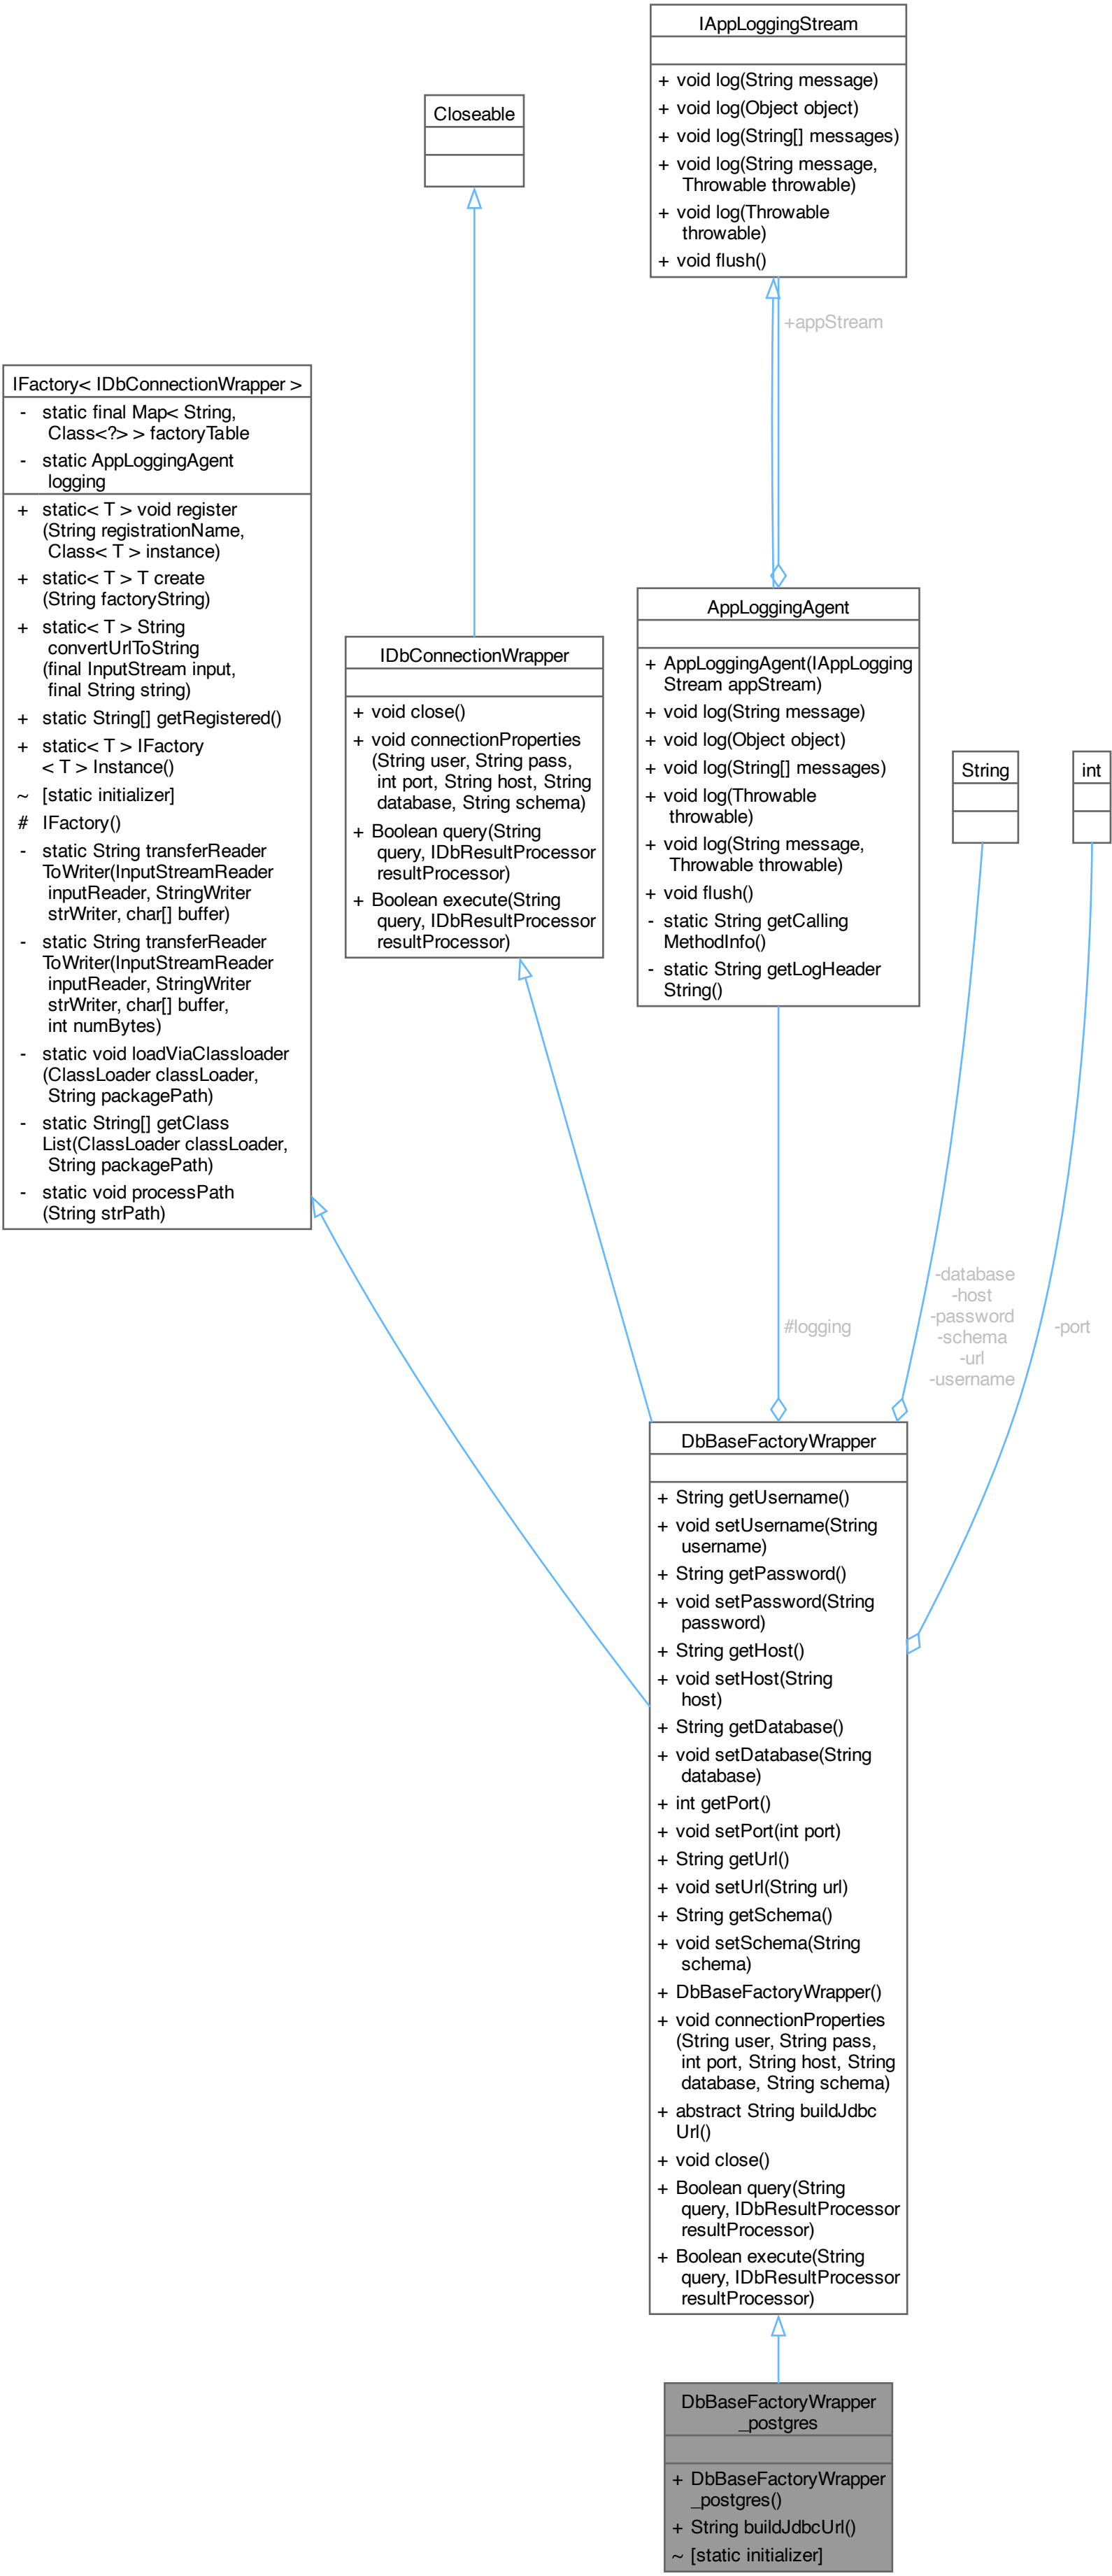 IAppLoggingStream
+ void log(String message)
+ void log(Object object)
+ void log(String[] messages)
+ void log(String message,
Throwable throwable)
+ void log(Throwable
throwable)
+ void flush()
Closeable
+appStream
IFactory< IDbConnectionWrapper >
- static final Map< String,
Class<?> > factoryTable
- static AppLoggingAgent
logging
+ static< T > void register
(String registrationName,
Class< T > instance)
+ static< T > T create
(String factoryString)
+ static< T > String
convertUrlToString
(final InputStream input,
final String string)
+ static String[] getRegistered()
+ static< T > IFactory
< T > Instance()
~ [static initializer]
# IFactory()
- static String transferReader
ToWriter(InputStreamReader
inputReader, StringWriter
strWriter, char[] buffer)
- static String transferReader
ToWriter(InputStreamReader
inputReader, StringWriter
strWriter, char[] buffer,
int numBytes)
- static void loadViaClassloader
(ClassLoader classLoader,
String packagePath)
- static String[] getClass
List(ClassLoader classLoader,
String packagePath)
- static void processPath
(String strPath)
IDbConnectionWrapper
+ void close()
+ void connectionProperties
(String user, String pass,
int port, String host, String
database, String schema)
+ Boolean query(String
query, IDbResultProcessor
resultProcessor)
+ Boolean execute(String
query, IDbResultProcessor
resultProcessor)
AppLoggingAgent
+ AppLoggingAgent(IAppLogging
Stream appStream)
+ void log(String message)
+ void log(Object object)
+ void log(String[] messages)
+ void log(Throwable
throwable)
+ void log(String message,
Throwable throwable)
+ void flush()
- static String getCalling
MethodInfo()
- static String getLogHeader
String()
String
int
#logging
-database
-host
-password
-schema
-url
-username
-port
DbBaseFactoryWrapper
+ String getUsername()
+ void setUsername(String
username)
+ String getPassword()
+ void setPassword(String
password)
+ String getHost()
+ void setHost(String
host)
+ String getDatabase()
+ void setDatabase(String
database)
+ int getPort()
+ void setPort(int port)
+ String getUrl()
+ void setUrl(String url)
+ String getSchema()
+ void setSchema(String
schema)
+ DbBaseFactoryWrapper()
+ void connectionProperties
(String user, String pass,
int port, String host, String
database, String schema)
+ abstract String buildJdbc
Url()
+ void close()
+ Boolean query(String
query, IDbResultProcessor
resultProcessor)
+ Boolean execute(String
query, IDbResultProcessor
resultProcessor)
DbBaseFactoryWrapper
_postgres
+ DbBaseFactoryWrapper
_postgres()
+ String buildJdbcUrl()
~ [static initializer]